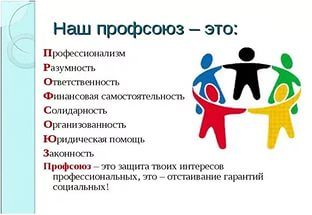 Наш профсоюз – это:
Профессионализм
Разумность
Ответственность
Финансовая самостоятельность
Солидарность
Организованность
Юридическая помощь
Законность
Профсоюз – это защита твоих интересов
профессиональных, это – отстаивание гарантий
социальных!